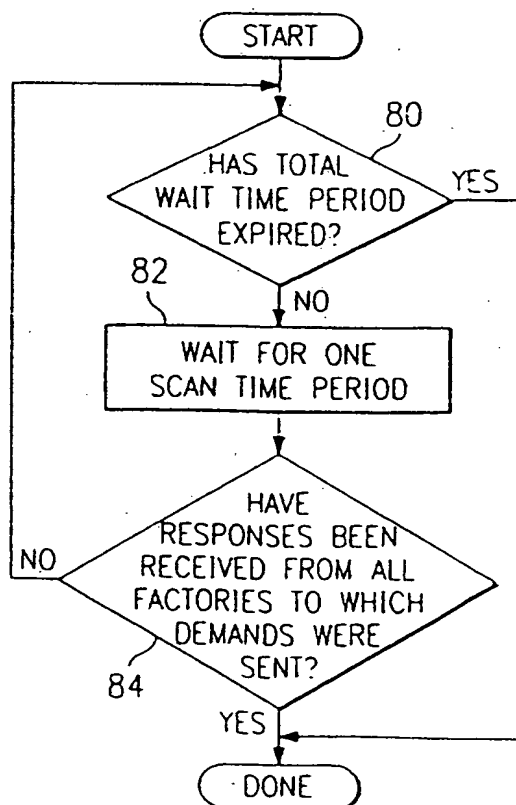 START
80
HAS TOTAL
WAIT TIME PERIOD
EXPIRED?
YES
82
NO
WAIT FOR ONE
SCAN TIME PERIOD
HAVE
RESPONSES BEEN
RECEIVED FROM ALL
FACTORIES TO WHICH
DEMANDS WERE
SENT?
NO
84
YES
DONE